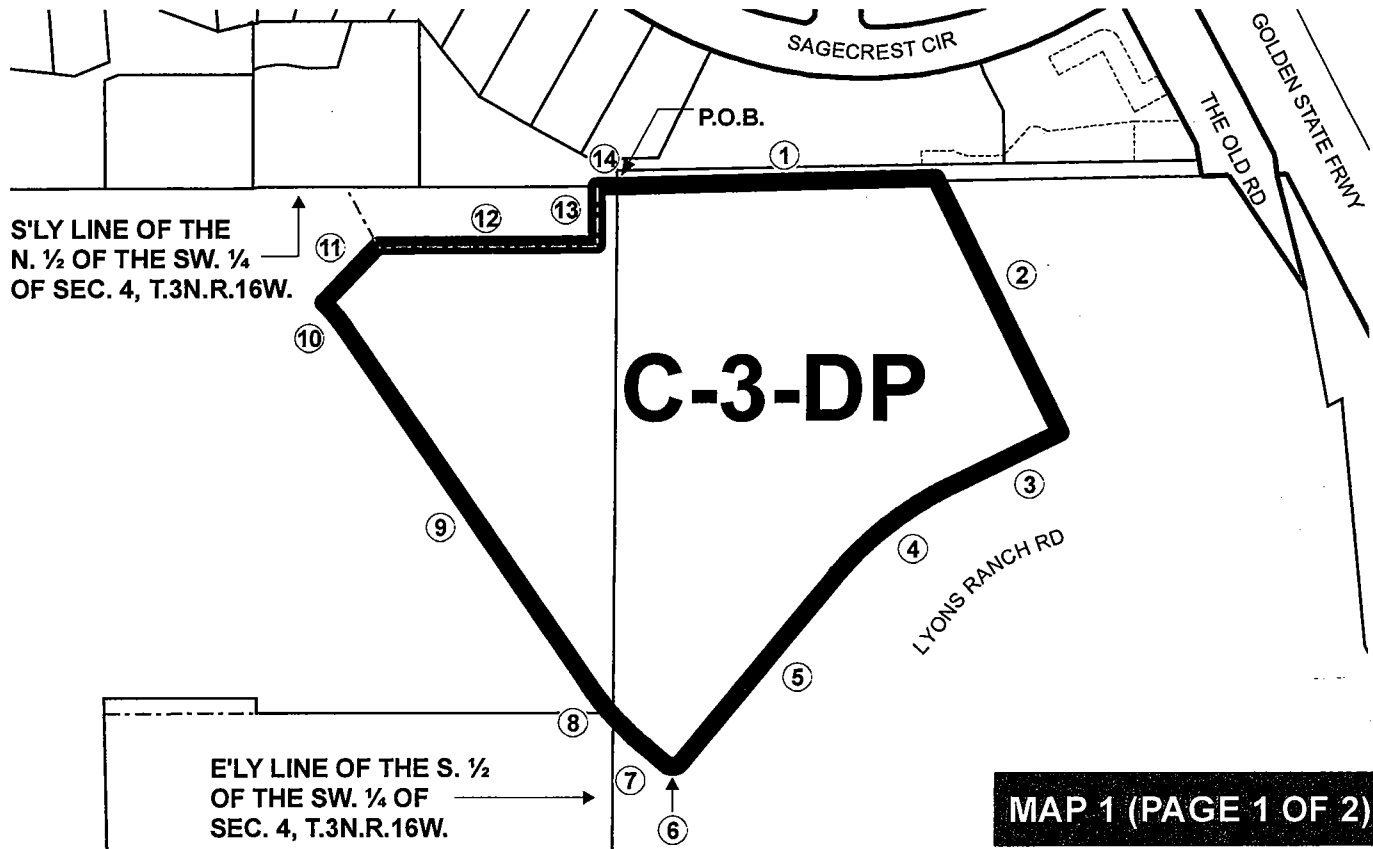 SAGECREST CIR
GOLDEN STATE FRWY
THE OLD RD
P.O.B.
14
1
13
12
S'LY LINE OF THE
N. ½ OF THE SW. ¼
OF SEC. 4, T.3N.R.16W.
11
2
10
C-3-DP
3
9
4
LYONS RANCH RD
5
8
E'LY LINE OF THE S. ½
OF THE SW. ¼ OF
SEC. 4, T.3N.R.16W.
7
6
MAP 1 (PAGE 1 OF 2)